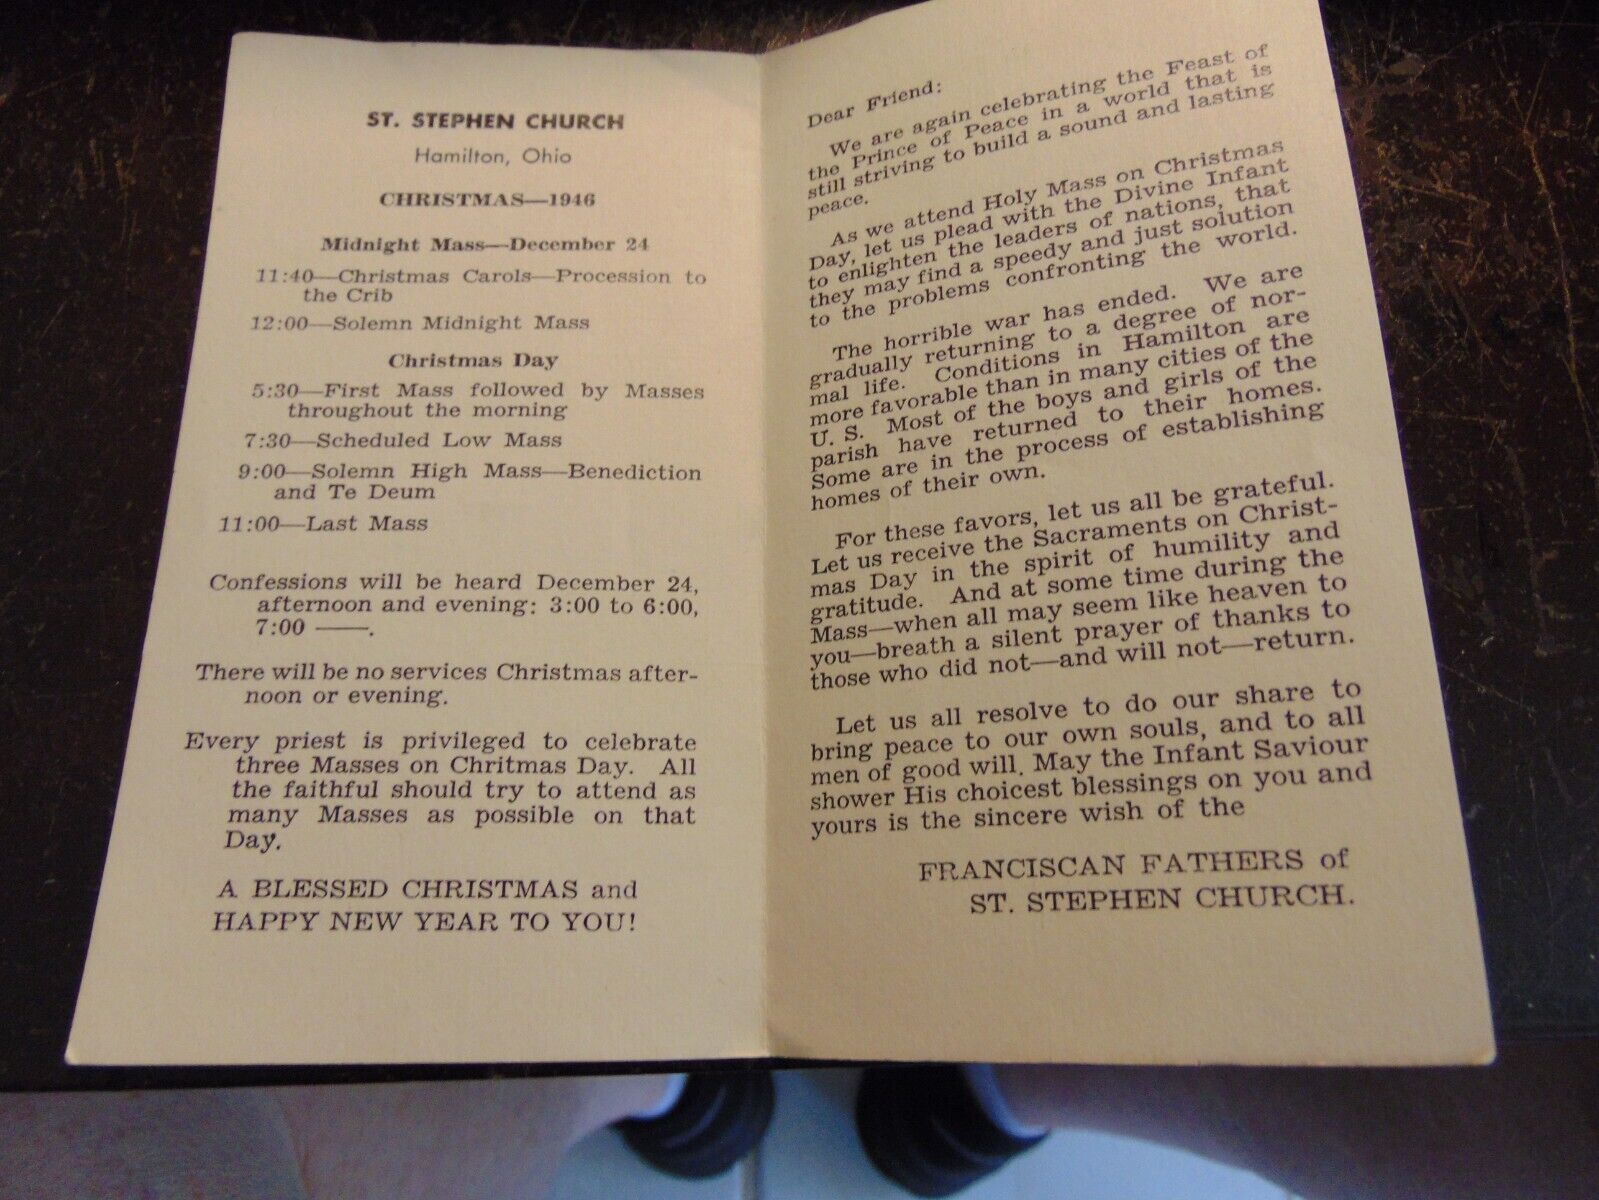 ST. STEPHEN CHURCH
Hamilton, Ohio
CHRISTMAS—1946
Midnight Mass—December 24
11:40—Christmas Carols—Procession to
the Crib
12:00—Solemn Midnight Mass
Christmas Day
5:30—First Mass followed by Masses
throughout the morning
7:30—Scheduled Low Mass
9:00—Solemn High Mass—Benediction
and Te Deum
11:00—Last Mass
Confessions will be heard December 24,
afternoon and evening: 3:00 to 6:00,
7:00 ——.
There will be no services Christmas after-
noon or evening.
Every priest is privileged to celebrate
three Masses on Chritmas Day. All
the faithful should try to attend as
many Masses as possible on that
Day.
A BLESSED CHRISTMAS and
HAPPY NEW YEAR TO YOU!
Dear Friend:
We are again celebrating the Feast of
the Prince of Peace in a world that is
still striving to build a sound and lasting
peace.
As we attend Holy Mass on Christmas
Day, let us plead with the Divine Infant
to enlighten the leaders of nations, that
they may find a speedy and just solution
to the problems confronting the world.
The horrible war has ended. We are
gradually returning to a degree of nor-
mal life. Conditions in Hamilton are
more favorable than in many cities of the
U. S. Most of the boys and girls of the
parish have returned to their homes.
Some are in the process of establishing
homes of their own.
For these favors, let us all be grateful.
Let us receive the Sacraments on Christ-
mas Day in the spirit of humility and
gratitude. And at some time during the
Mass—when all may seem like heaven to
you—breath a silent prayer of thanks to
those who did not—and will not—return.
Let us all resolve to do our share to
bring peace to our own souls, and to all
men of good will. May the Infant Saviour
shower His choicest blessings on you and
yours is the sincere wish of the
FRANCISCAN FATHERS of
ST. STEPHEN CHURCH.